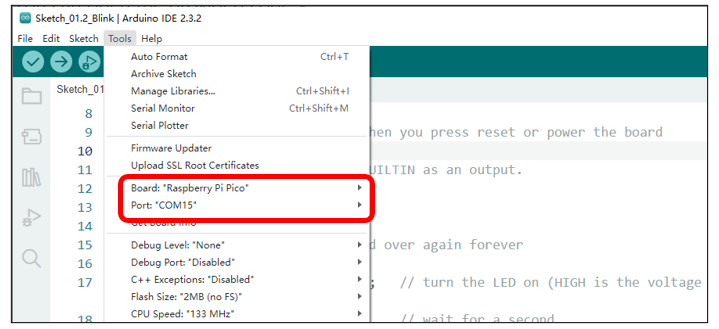 Sketch_01.2_Blink | Arduino IDE 2.3.2
File Edit Sketch Tools Help
Sketch_01
Auto Format Ctrl+T
Archive Sketch
Manage Libraries... Ctrl+Shift+I
Serial Monitor Ctrl+Shift+M
Serial Plotter
Firmware Updater
Upload SSL Root Certificates
Board: "Raspberry Pi Pico"
Port: "COM15"
Get Board Info
Debug Level: "None"
Debug Port: "Disabled"
C++ Exceptions: "Disabled"
Flash Size: "2MB (no FS)"
CPU Speed: "133 MHz"
8
9 hen you press reset or power the board
10
11 UILTIN as an output.
12
13
14
15 d over again forever
16
17 ; // turn the LED on (HIGH is the voltage
18 // wait for a second